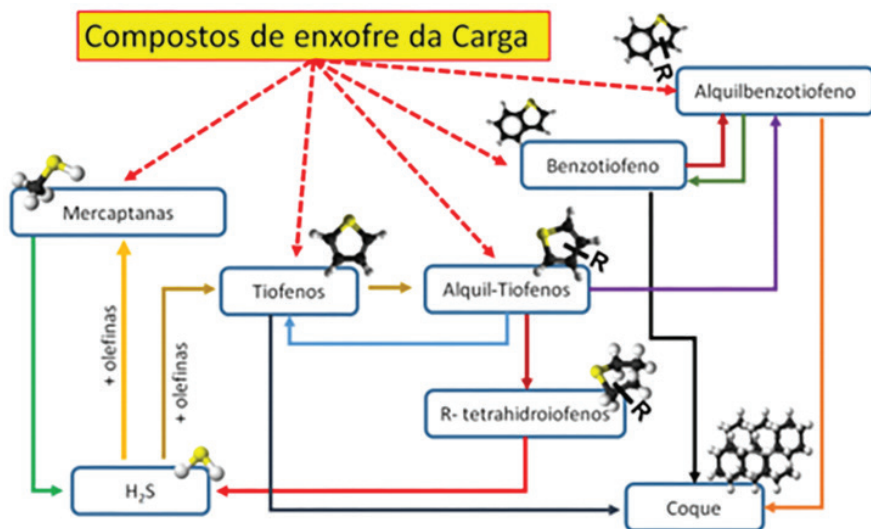 Compostos de enxofre da Carga
R
Alquilbenzotiofeno
Benzotiofeno
Mercaptanas
R
Tiofenos
Alquil-Tiofenos
+ olefinas
+ olefinas
R- tetrahidroiofenos
R
H₂S
Coque